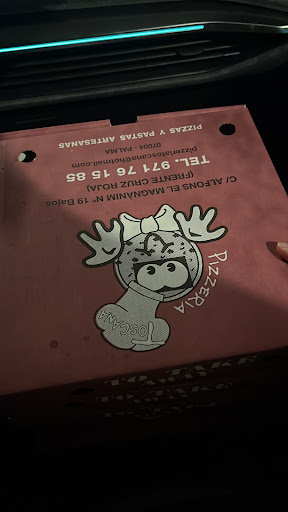 PIZZERIA
TOSCANA
C/ ALFONS EL MAGNANIM Nº 19 Bajos
(FRENTE CRUZ ROJA)
TEL. 971 76 15 85
pizzeriatoscana@hotmail.com
07004 - PALMA
PIZZAS Y PASTAS ARTESANAS